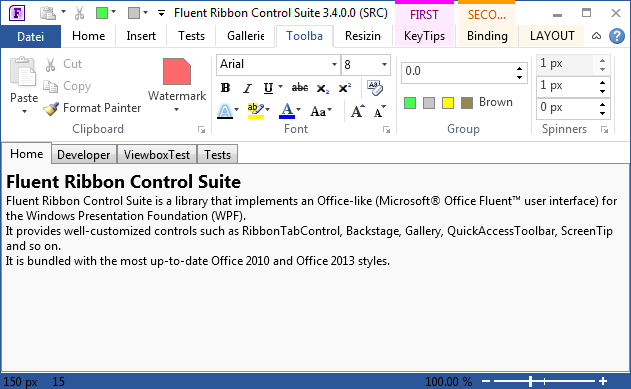 F Fluent Ribbon Control Suite 3.4.0.0 (SRC) FIRST SECO...
Datei Home Insert Tests Gallerie Toolba Resizin KeyTips Binding LAYOUT
Paste
Cut
Copy
Format Painter
Watermark
Clipboard
Arial 8
B I U abc X₂ X²
A ab A Aa A A
Font
0.0
Brown
Group
1 px
1 px
0 px
Spinners
Home Developer ViewboxTest Tests
Fluent Ribbon Control Suite
Fluent Ribbon Control Suite is a library that implements an Office-like (Microsoft® Office Fluent™ user interface) for
the Windows Presentation Foundation (WPF).
It provides well-customized controls such as RibbonTabControl, Backstage, Gallery, QuickAccessToolbar, ScreenTip
and so on.
It is bundled with the most up-to-date Office 2010 and Office 2013 styles.
150 px 15 100.00 %